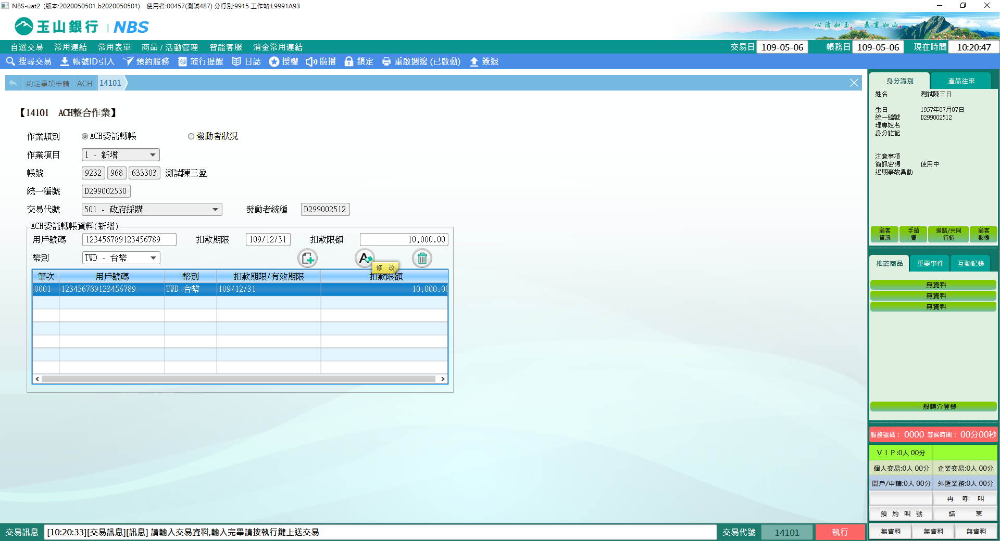 NBS-uat2 (版本:2020050501.b2020050501) 使用者:00457(測試487) 分行別:9915 工作站:L9991A93
玉山銀行 | NBS
心清如玉。義重如山。
自選交易 常用連結 常用表單 商品 / 活動管理 智能客服 消金常用連結 交易日 109-05-06 帳務日 109-05-06 現在時間 10:20:47
搜尋交易 帳號ID引入 預約服務 蒞行提醒 日誌 授權 廣播 鎖定 重啟週邊 (已啟動) 簽退
約定事項申請 ACH 14101
【14101 ACH整合作業】
作業類別 ACH委託轉帳 發動者狀況
作業項目 1 - 新增
帳號 9232 968 633303 測試陳三盈
統一編號 D299002530
交易代號 501 - 政府採購 發動者統編 D299002512
ACH委託轉帳資料(新增)
用戶號碼 123456789123456789 扣款期限 109/12/31 扣款限額 10,000.00
幣別 TWD - 台幣
修 改
筆次 用戶號碼 幣別 扣款期限/有效期限 扣款限額
0001 123456789123456789 TWD-台幣 109/12/31 10,000.00
身分識別 產品往來
姓名 測試陳三日
生日 1957年07月07日
統一編號 D299002512
理專姓名
身分註記
注意事項
簡訊密碼 使用中
近期事故異動
顧客資訊 手續費 通路/共同行銷 顧客影像
推薦商品 重要事件 互動記錄
無資料
無資料
無資料
一般轉介登錄
服務號碼: 0000 等候時間: 00分00秒
VIP:0人 00分
個人交易:0人 00分 企業交易:0人 00分
開戶/申請:0人 00分 外匯業務:0人 00分
再 呼 叫
預 約 叫 號 結 束
無資料 無資料 無資料
交易訊息 [10:20:33][交易訊息][訊息] 請輸入交易資料,輸入完畢請按執行鍵上送交易 交易代號 14101 執行